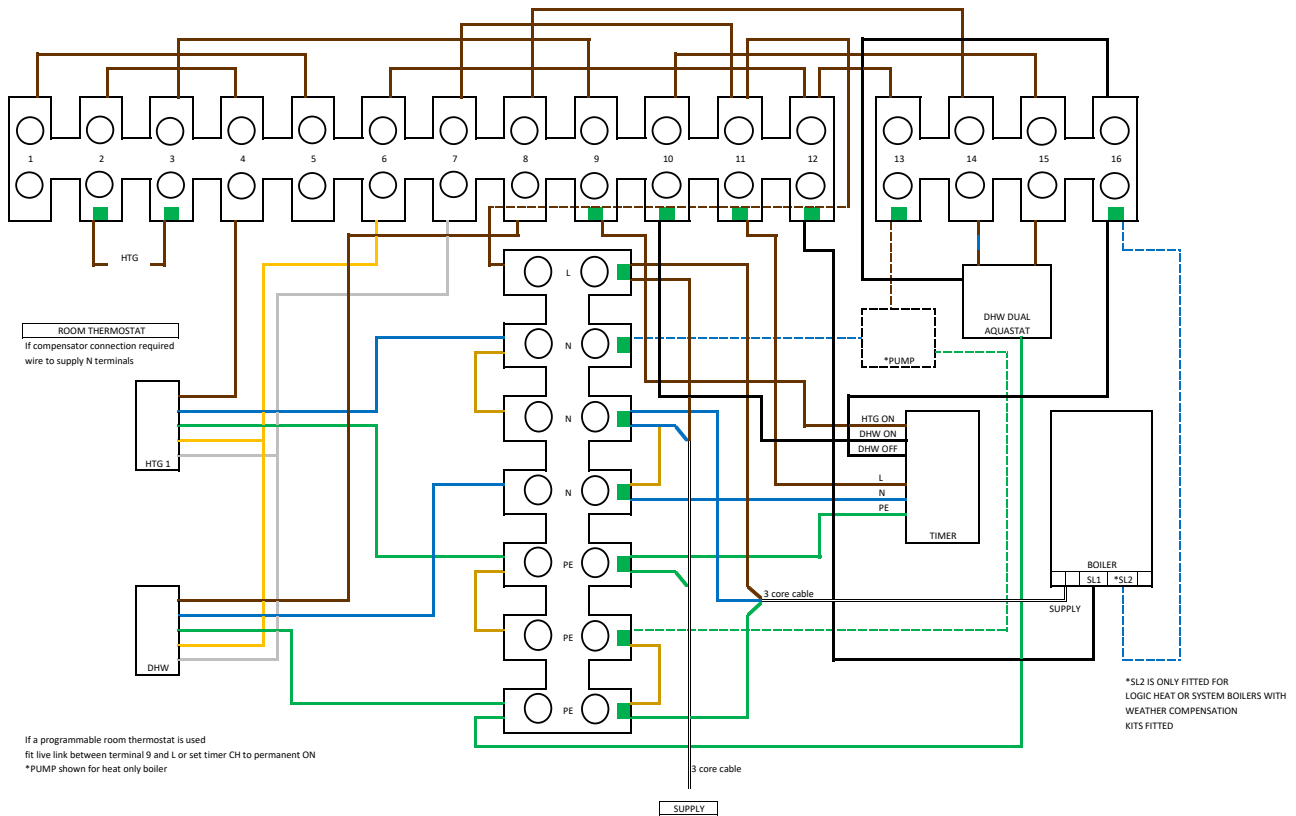 1 2 3 4 5 6 7 8 9 10 11 12 13 14 15 16
HTG
L
ROOM THERMOSTAT
If compensator connection required
wire to supply N terminals
N
DHW DUAL
AQUASTAT
*PUMP
HTG 1
N
HTG ON
DHW ON
DHW OFF
L
N
PE
TIMER
N
PE
BOILER
SL1 *SL2
SUPPLY
3 core cable
DHW
PE
PE
*SL2 IS ONLY FITTED FOR
LOGIC HEAT OR SYSTEM BOILERS WITH
WEATHER COMPENSATION
KITS FITTED
If a programmable room thermostat is used
fit live link between terminal 9 and L or set timer CH to permanent ON
*PUMP shown for heat only boiler
3 core cable
SUPPLY